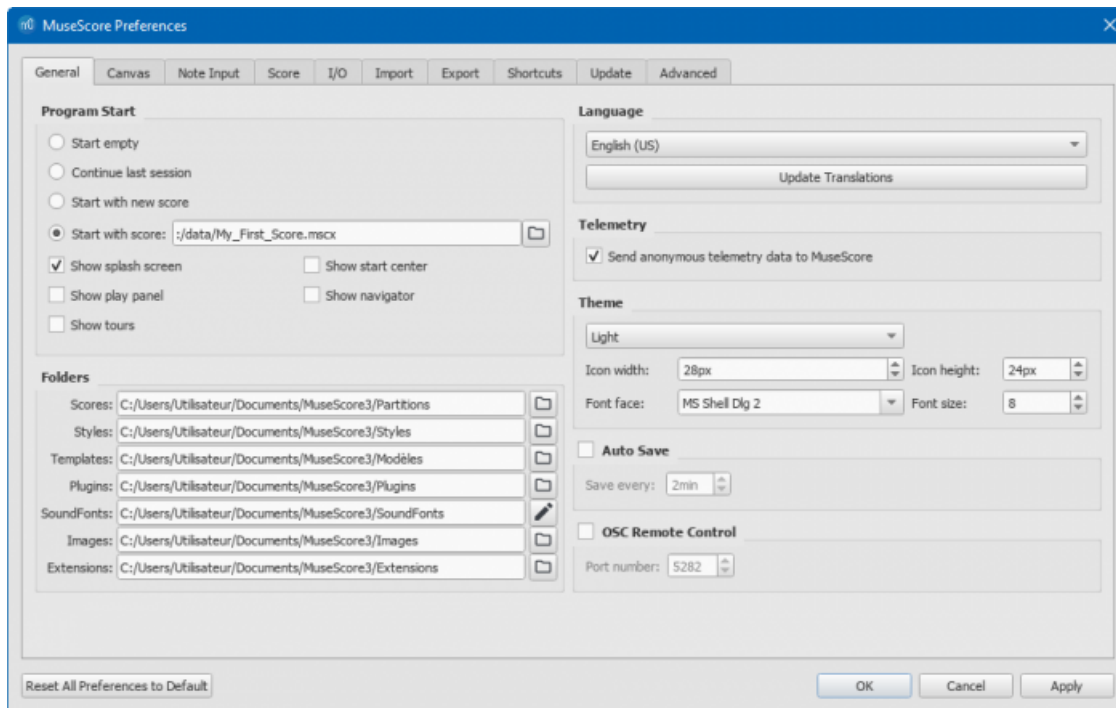 MuseScore Preferences
General Canvas Note Input Score I/O Import Export Shortcuts Update Advanced
Program Start
Start empty
Continue last session
Start with new score
Start with score: :/data/My_First_Score.mscx
Show splash screen Show start center
Show play panel Show navigator
Show tours
Folders
Scores: C:/Users/Utilisateur/Documents/MuseScore3/Partitions
Styles: C:/Users/Utilisateur/Documents/MuseScore3/Styles
Templates: C:/Users/Utilisateur/Documents/MuseScore3/Modèles
Plugins: C:/Users/Utilisateur/Documents/MuseScore3/Plugins
SoundFonts: C:/Users/Utilisateur/Documents/MuseScore3/SoundFonts
Images: C:/Users/Utilisateur/Documents/MuseScore3/Images
Extensions: C:/Users/Utilisateur/Documents/MuseScore3/Extensions
Language
English (US)
Update Translations
Telemetry
Send anonymous telemetry data to MuseScore
Theme
Light
Icon width: 28px Icon height: 24px
Font face: MS Shell Dlg 2 Font size: 8
Auto Save
Save every: 2min
OSC Remote Control
Port number: 5282
Reset All Preferences to Default OK Cancel Apply